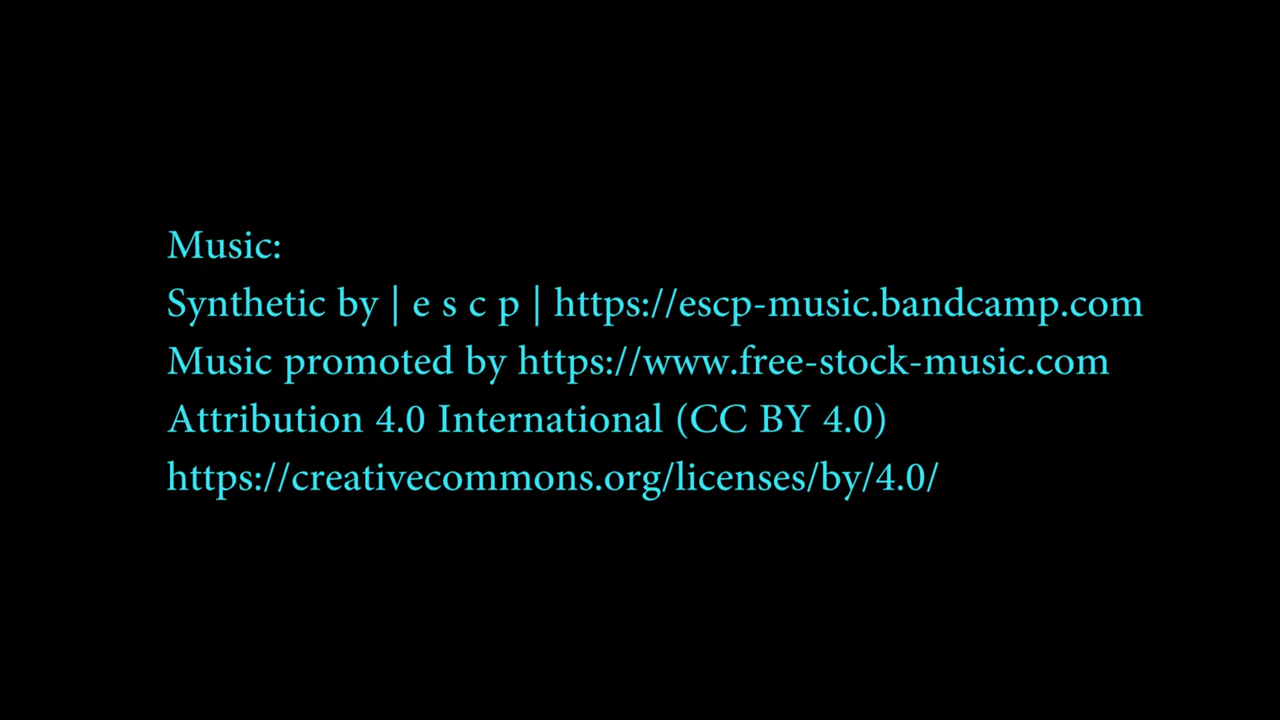 Music:
Synthetic by | e s c p | https://escp-music.bandcamp.com
Music promoted by https://www.free-stock-music.com
Attribution 4.0 International (CC BY 4.0)
https://creativecommons.org/licenses/by/4.0/